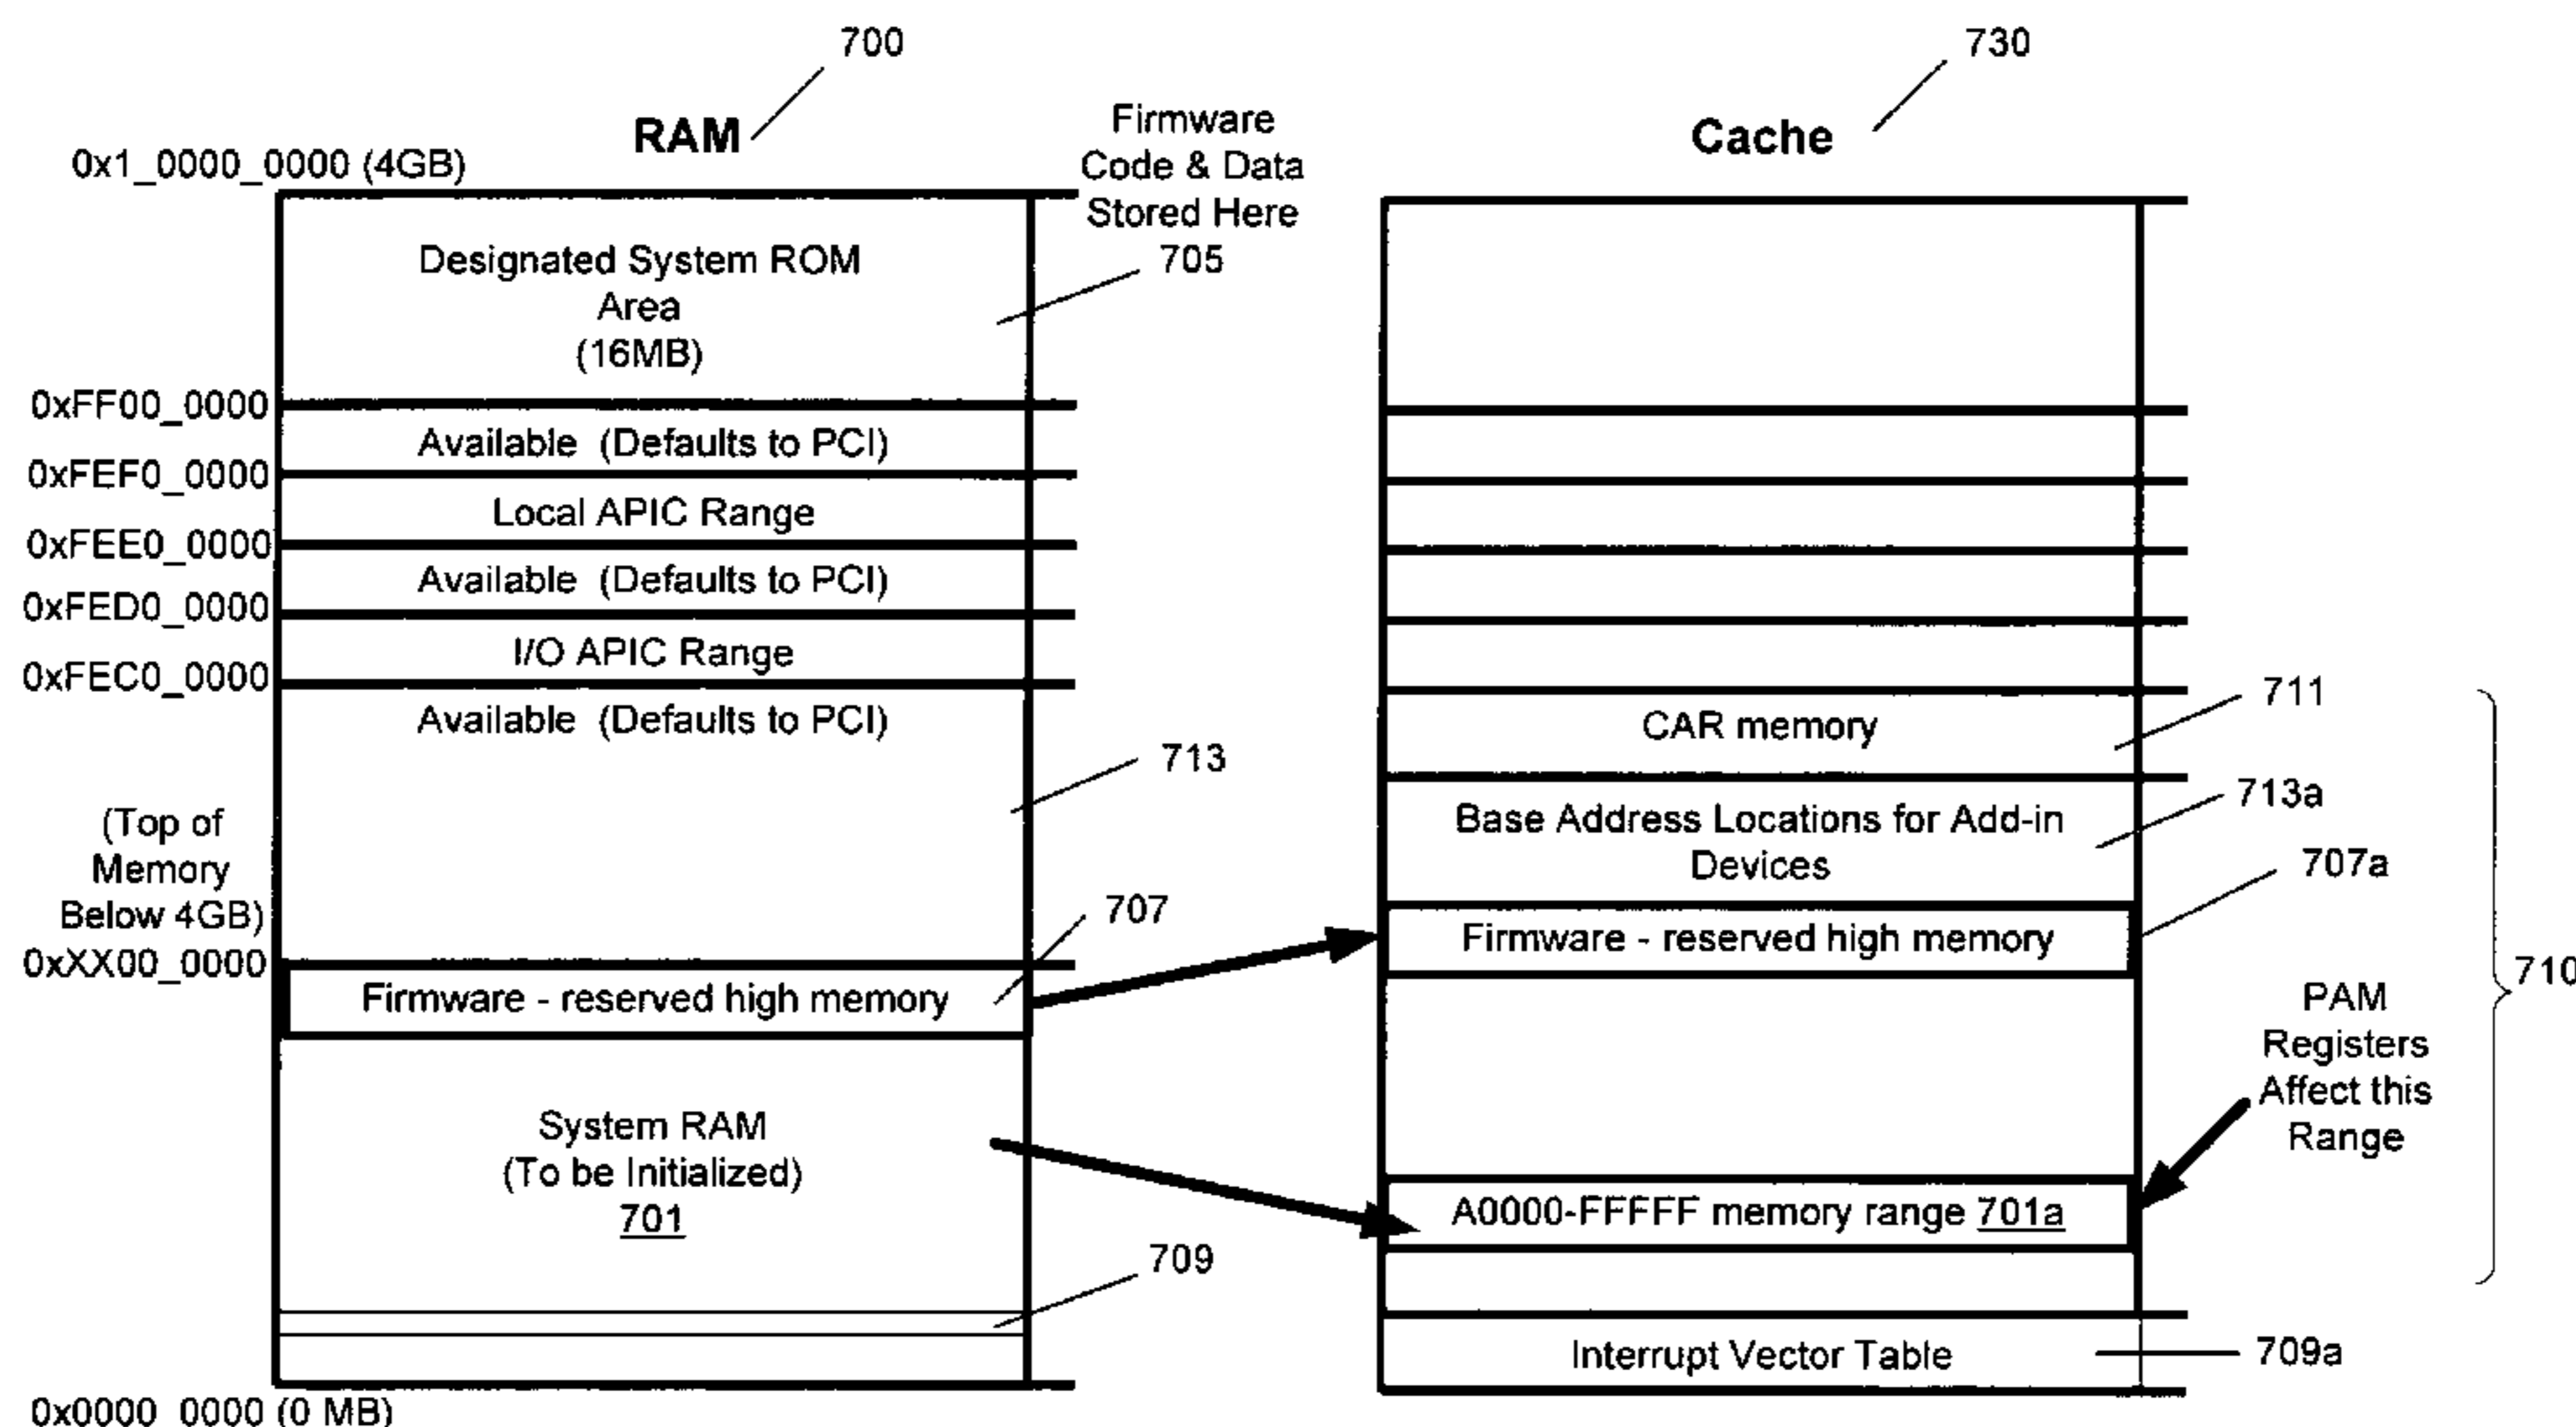 700
730
RAM
Cache
Firmware
Code & Data
Stored Here
705
0x1_0000_0000 (4GB)
Designated System ROM
Area
(16MB)
0xFF00_0000
Available (Defaults to PCI)
0xFEF0_0000
Local APIC Range
0xFEE0_0000
Available (Defaults to PCI)
0xFED0_0000
I/O APIC Range
0xFEC0_0000
Available (Defaults to PCI)
713
(Top of
Memory
Below 4GB)
0xXX00_0000
707
Firmware - reserved high memory
System RAM
(To be Initialized)
701
709
0x0000_0000 (0 MB)
CAR memory
711
Base Address Locations for Add-in
Devices
713a
707a
Firmware - reserved high memory
710
PAM
Registers
Affect this
Range
A0000-FFFFF memory range 701a
Interrupt Vector Table
709a